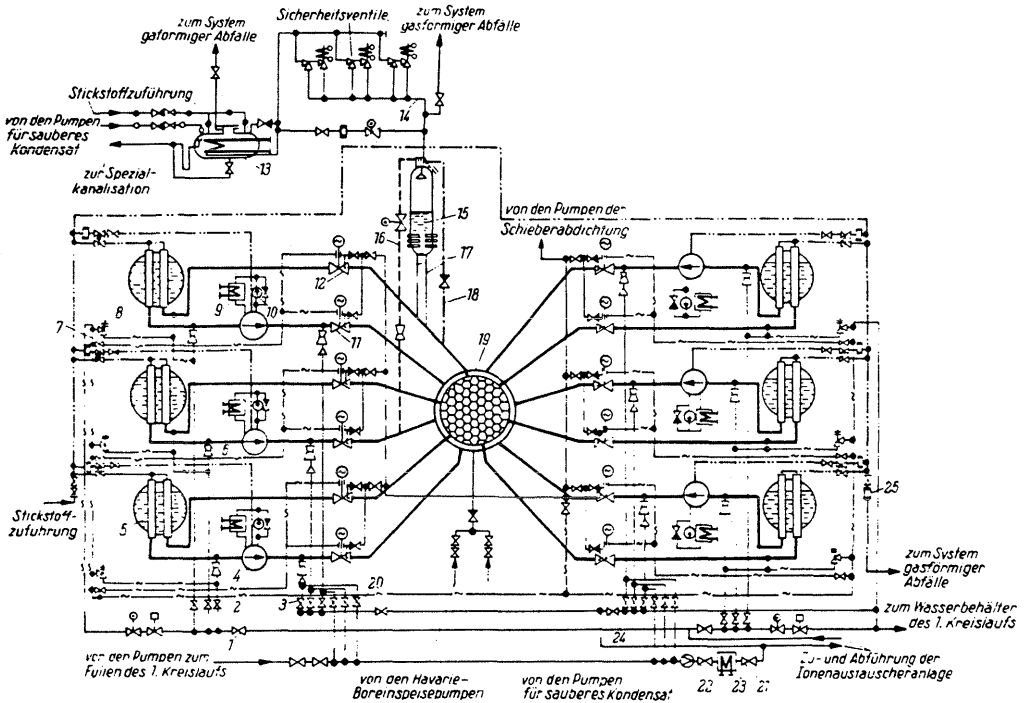 zum System
gaformiger Abfälle
Sicherheitsventile
zum System
gasförmiger Abfälle
Stickstoffzuführung
14
von den Pumpen
für sauberes
Kondensat
13
zur Spezial-
kanalisation
15
von den Pumpen der
Schieberabdichtung
16
17
12
18
8
9
10
7
11
19
6
5
25
Stickstoff-
zuführung
4
zum System
gasförmiger
Abfälle
20
2
3
zum Wasserbehälter
des 1. Kreislaufs
1
24
von den Pumpen zum
Füllen des 1. Kreislaufs
von den Havarie-
Boreinspeisepumpen
von den Pumpen
für sauberes Kondensat
22
23
21
Zu- und Abführung der
Ionenaustauscheranlage